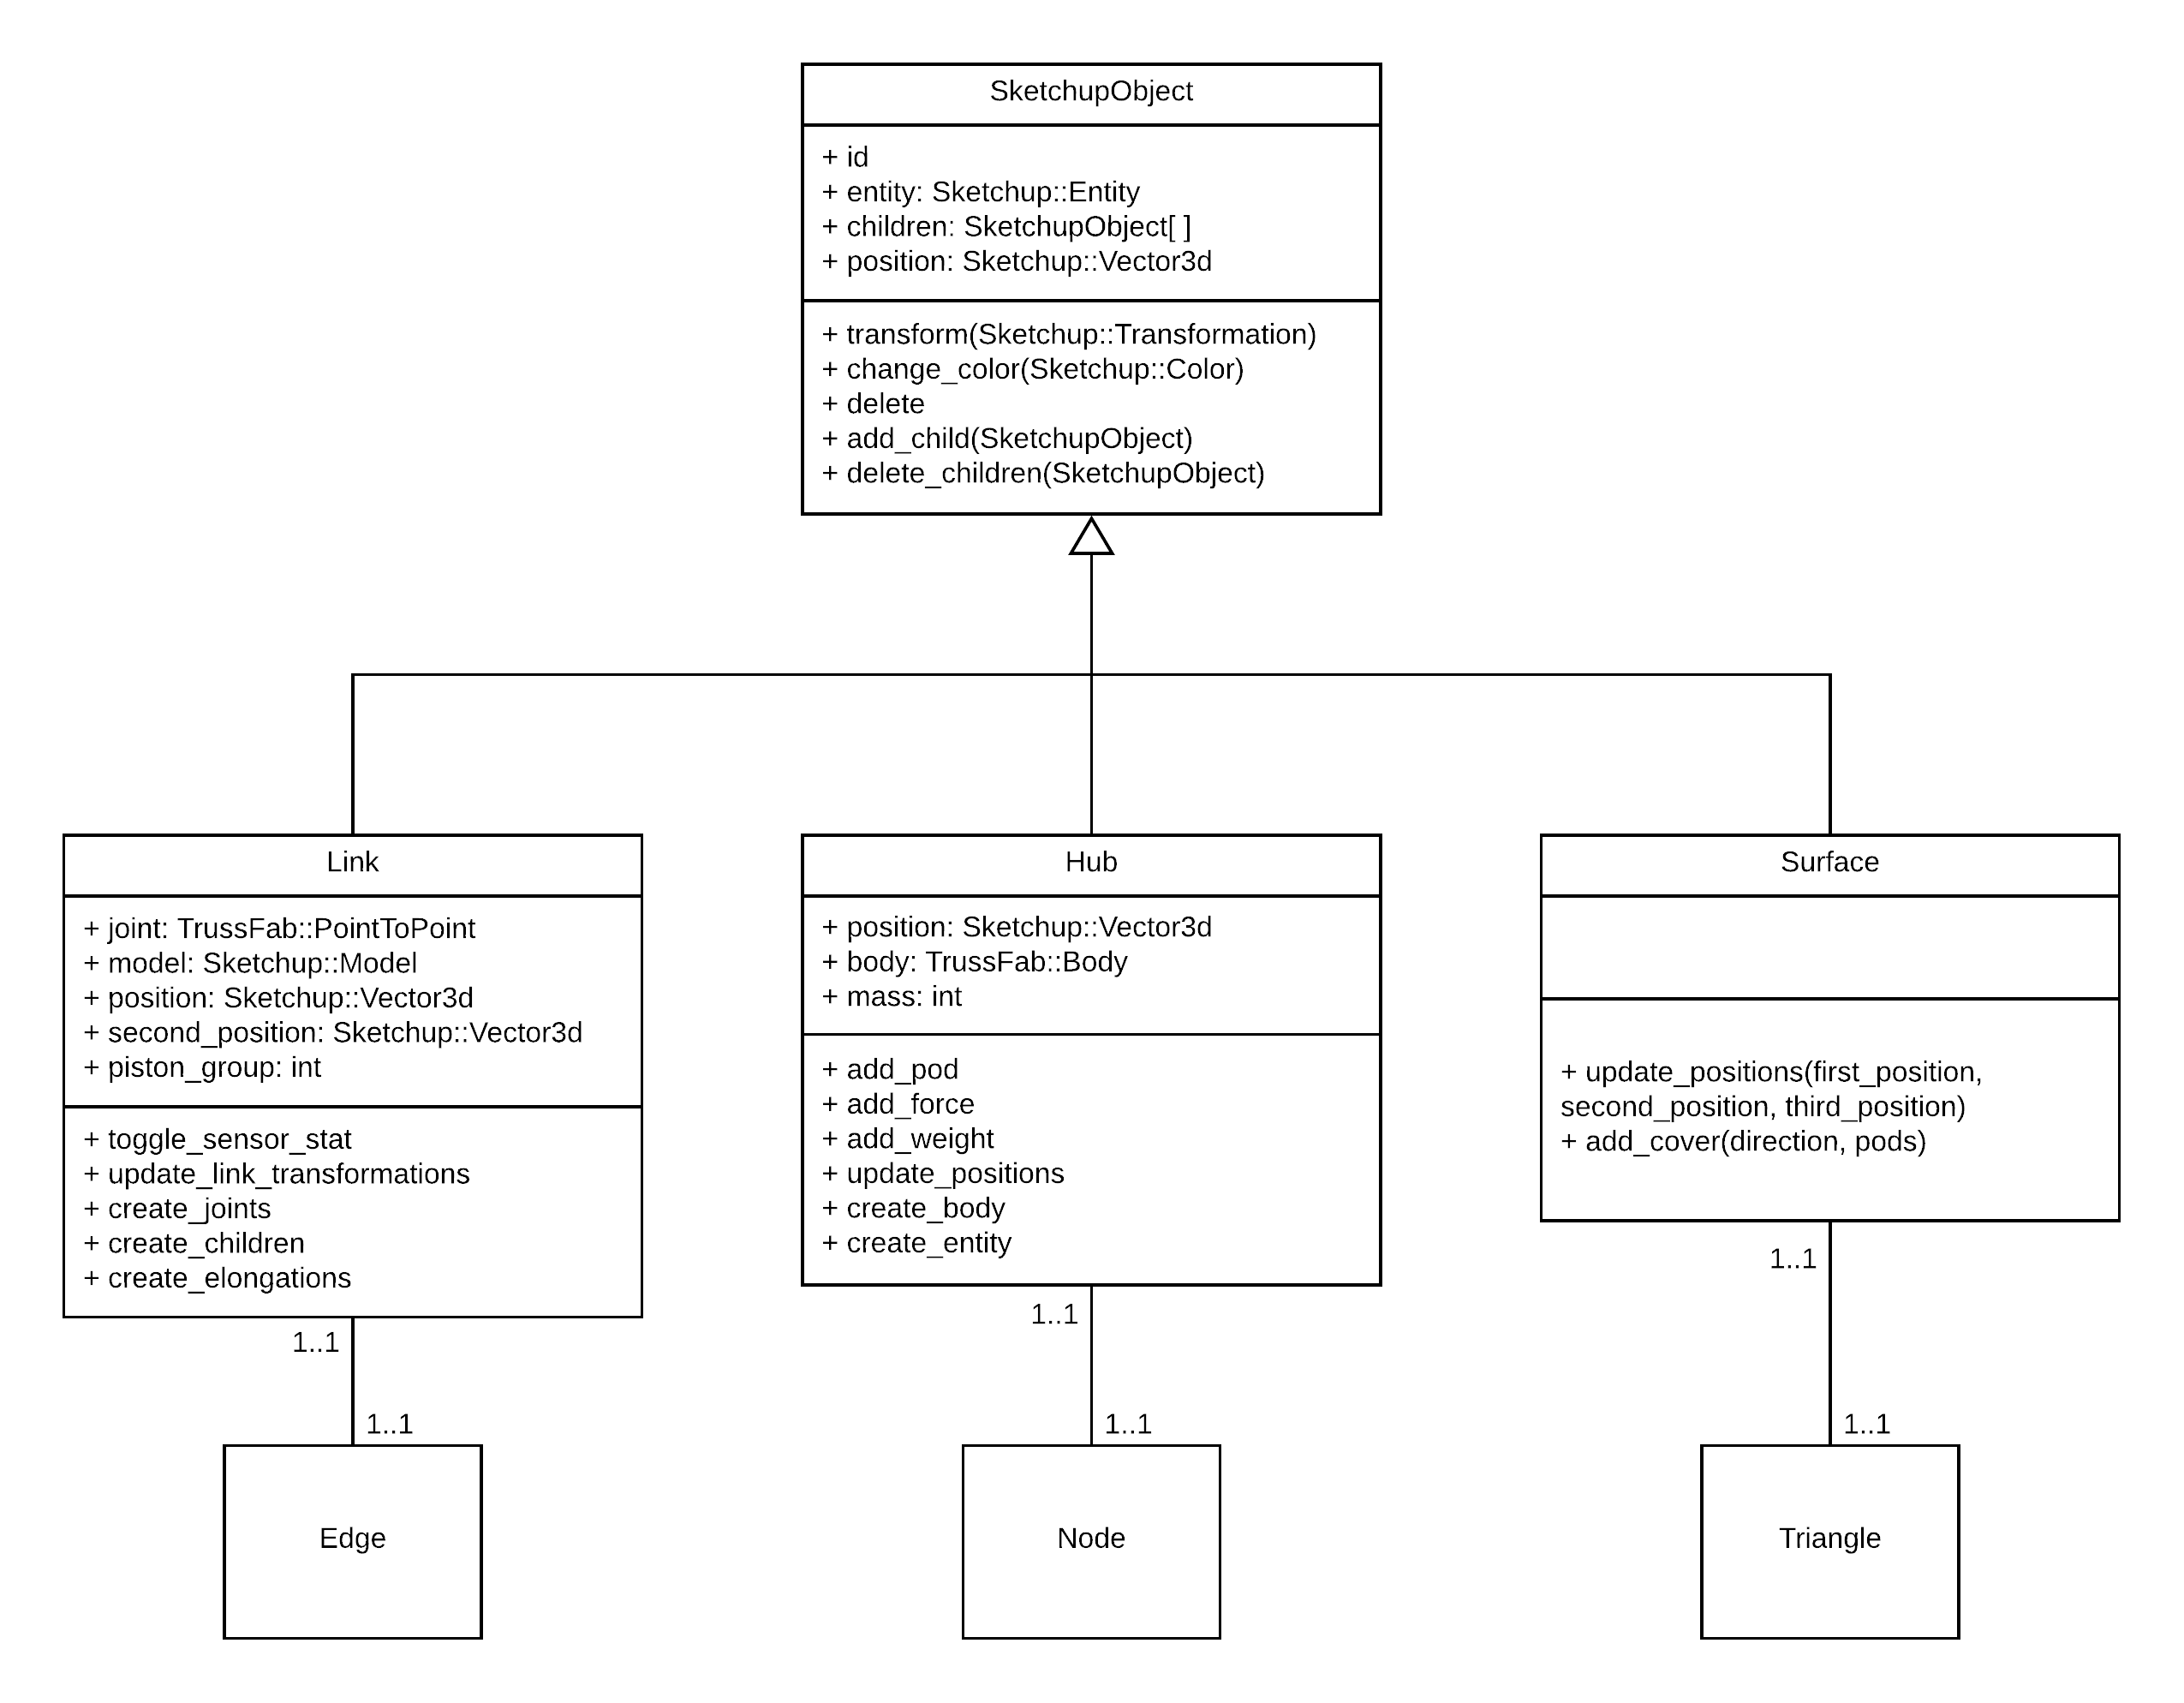 SketchupObject
+ id
+ entity: Sketchup::Entity
+ children: SketchupObject[ ]
+ position: Sketchup::Vector3d
+ transform(Sketchup::Transformation)
+ change_color(Sketchup::Color)
+ delete
+ add_child(SketchupObject)
+ delete_children(SketchupObject)
Link
+ joint: TrussFab::PointToPoint
+ model: Sketchup::Model
+ position: Sketchup::Vector3d
+ second_position: Sketchup::Vector3d
+ piston_group: int
+ toggle_sensor_stat
+ update_link_transformations
+ create_joints
+ create_children
+ create_elongations
Hub
+ position: Sketchup::Vector3d
+ body: TrussFab::Body
+ mass: int
+ add_pod
+ add_force
+ add_weight
+ update_positions
+ create_body
+ create_entity
Surface
+ update_positions(first_position,
second_position, third_position)
+ add_cover(direction, pods)
1..1
1..1
Edge
1..1
1..1
Node
1..1
1..1
Triangle